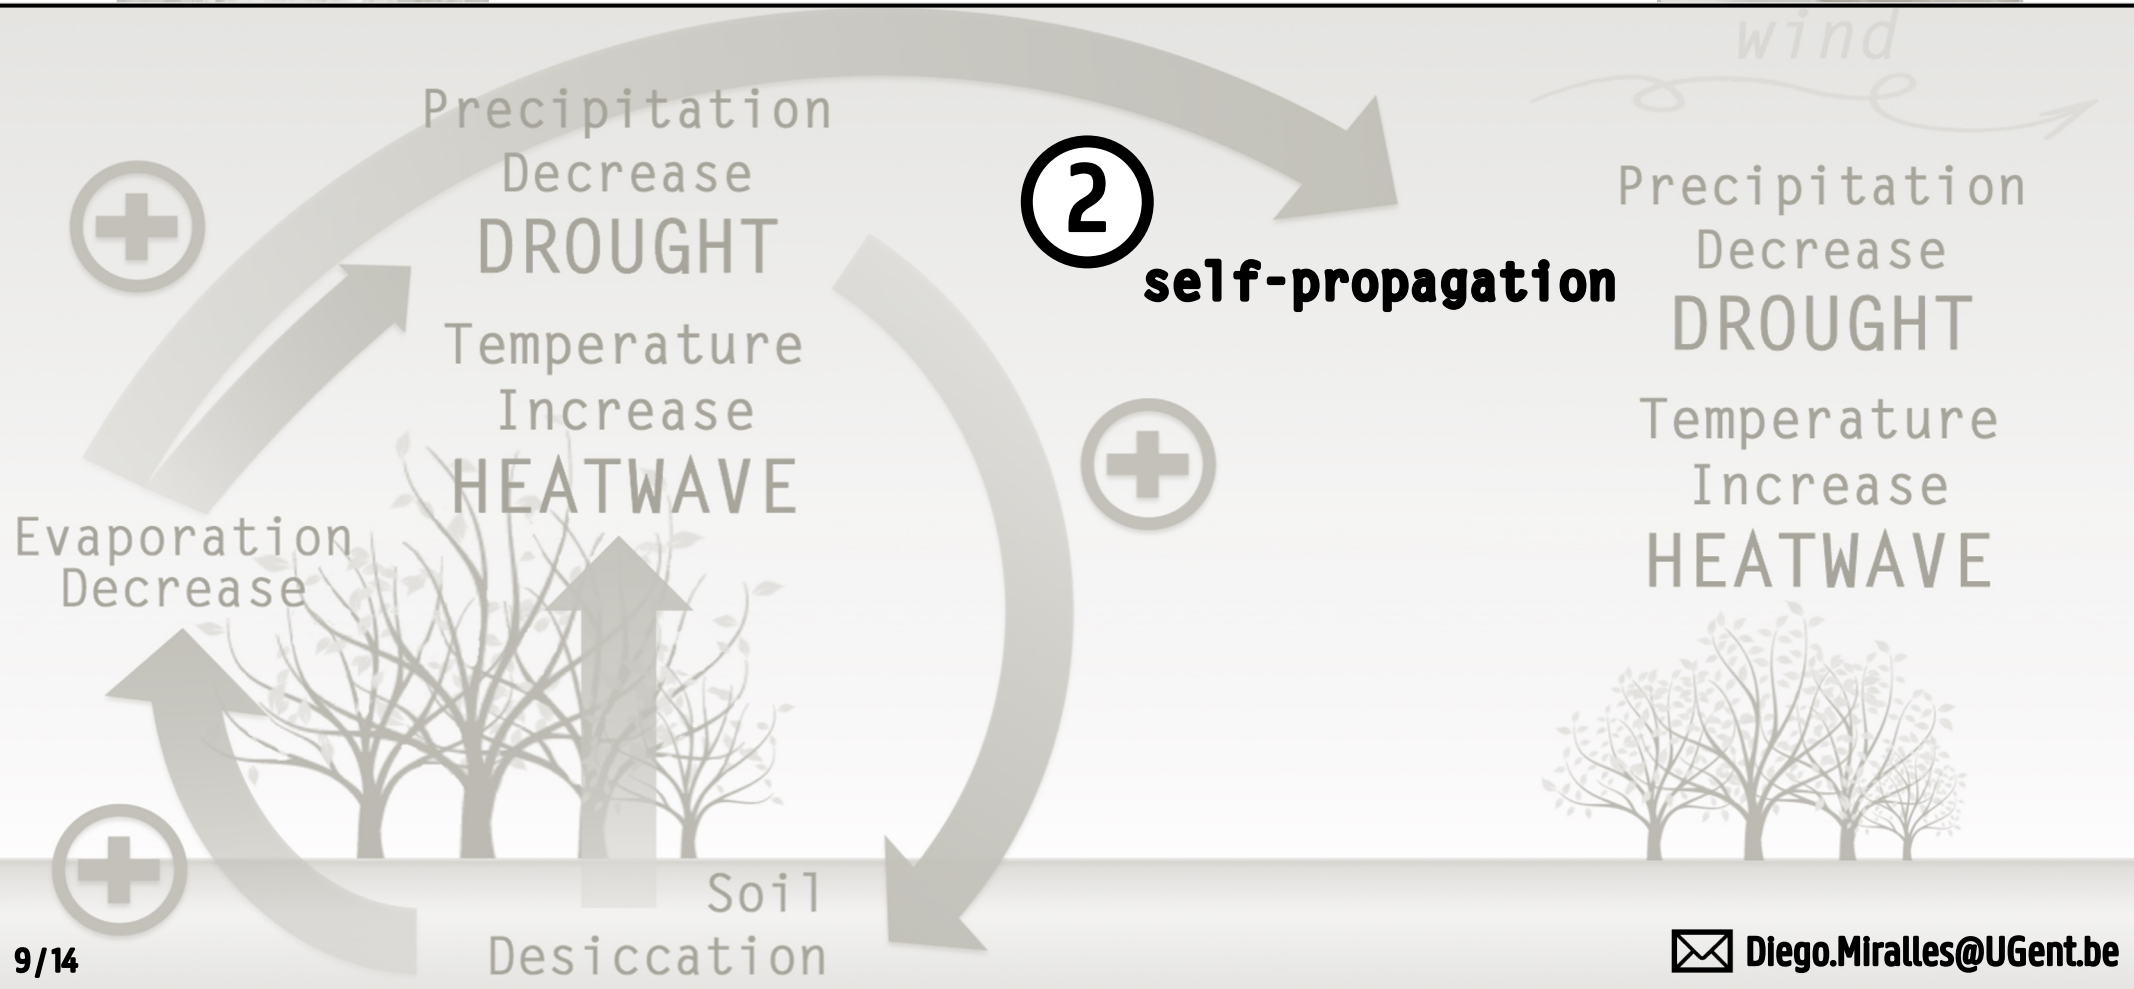 wind
Precipitation
Decrease
DROUGHT
Temperature
Increase
HEATWAVE
2
self-propagation
Precipitation
Decrease
DROUGHT
Temperature
Increase
HEATWAVE
Evaporation
Decrease
Soil
Desiccation
9/14
Diego.Miralles@UGent.be